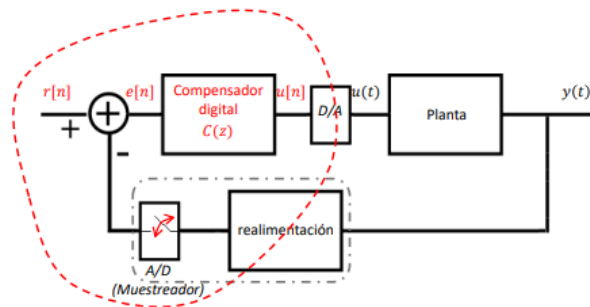 r[n]
+
e[n]
Compensador
digital
C(z)
u[n]
D/A
u(t)
Planta
y(t)
+
-
realimentación
A/D
(Muestreador)